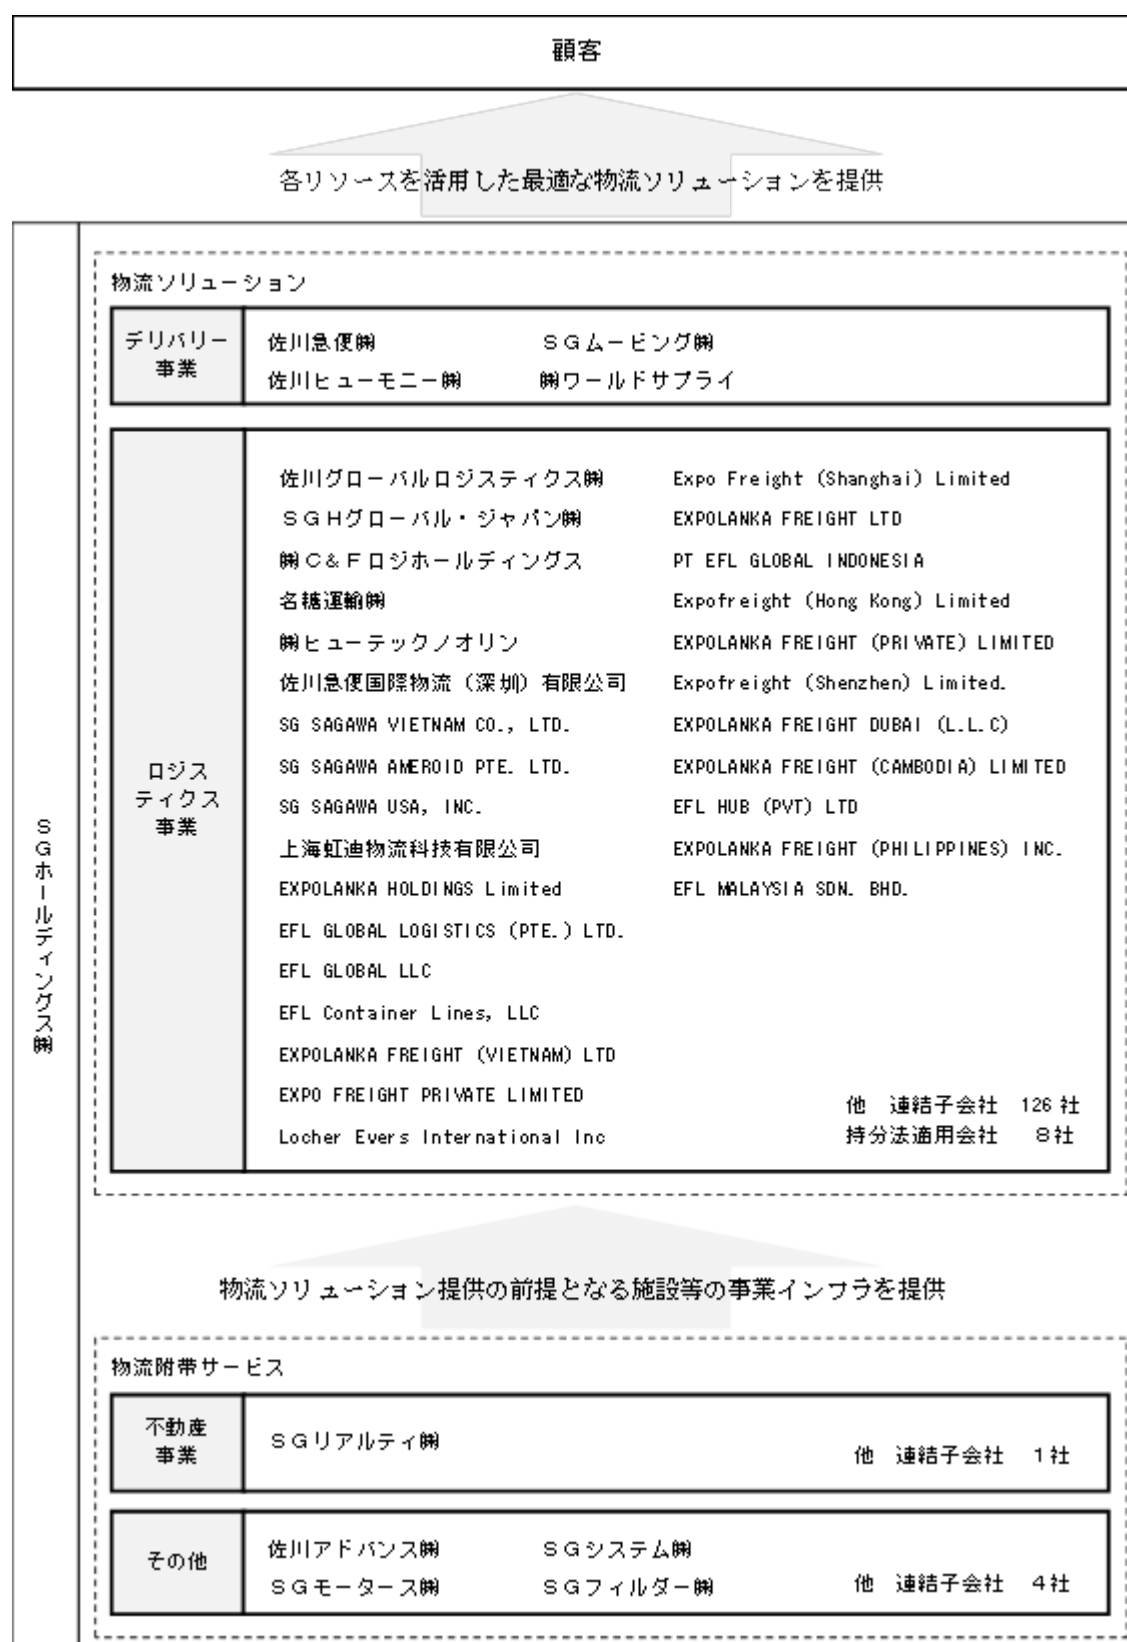 顧客
各リソースを活用した最適な物流ソリューションを提供
SGホールディングス㈱
物流ソリューション
デリバリー
事業
佐川急便㈱ SGムービング㈱
佐川ヒューモニー㈱ ㈱ワールドサプライ
ロジス
ティクス
事業
佐川グローバルロジスティクス㈱
SGHグローバル・ジャパン㈱
㈱C&Fロジホールディングス
名糖運輸㈱
㈱ヒューテックノオリン
佐川急便国際物流（深圳）有限公司
SG SAGAWA VIETNAM CO., LTD.
SG SAGAWA AMEROID PTE. LTD.
SG SAGAWA USA, INC.
上海虹迪物流科技有限公司
EXPOLANKA HOLDINGS Limited
EFL GLOBAL LOGISTICS (PTE.) LTD.
EFL GLOBAL LLC
EFL Container Lines, LLC
EXPOLANKA FREIGHT (VIETNAM) LTD
EXPO FREIGHT PRIVATE LIMITED
Locher Evers International Inc
Expo Freight (Shanghai) Limited
EXPOLANKA FREIGHT LTD
PT EFL GLOBAL INDONESIA
Expofreight (Hong Kong) Limited
EXPOLANKA FREIGHT (PRIVATE) LIMITED
Expofreight (Shenzhen) Limited.
EXPOLANKA FREIGHT DUBAI (L.L.C)
EXPOLANKA FREIGHT (CAMBODIA) LIMITED
EFL HUB (PVT) LTD
EXPOLANKA FREIGHT (PHILIPPINES) INC.
EFL MALAYSIA SDN. BHD.
他 連結子会社 126社
持分法適用会社 8社
物流ソリューション提供の前提となる施設等の事業インフラを提供
物流附帯サービス
不動産
事業
SGリアルティ㈱
他 連結子会社 1社
その他
佐川アドバンス㈱ SGシステム㈱
SGモータース㈱ SGフィルダー㈱
他 連結子会社 4社